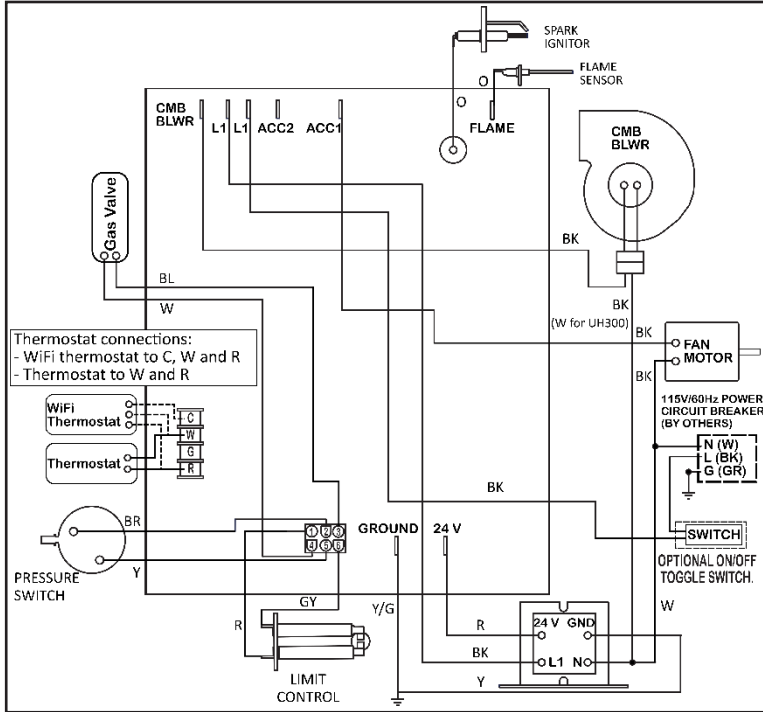 SPARK
IGNITOR
FLAME
SENSOR
CMB
BLWR
L1
L1
ACC2
ACC1
FLAME
CMB
BLWR
Gas Valve
BL
W
BK
BK
(W for UH300)
BK
BK
FAN
MOTOR
Thermostat connections:
- WiFi thermostat to C, W and R
- Thermostat to W and R
WiFi
Thermostat
Thermostat
C
W
G
R
115V/60Hz POWER
CIRCUIT BREAKER
(BY OTHERS)
N (W)
L (BK)
G (GR)
BK
SWITCH
OPTIONAL ON/OFF
TOGGLE SWITCH.
BR
Y
PRESSURE
SWITCH
1 2 3
4 5 6
GROUND
24 V
GY
R
LIMIT
CONTROL
Y/G
R
BK
Y
W
24 V GND
L1 N